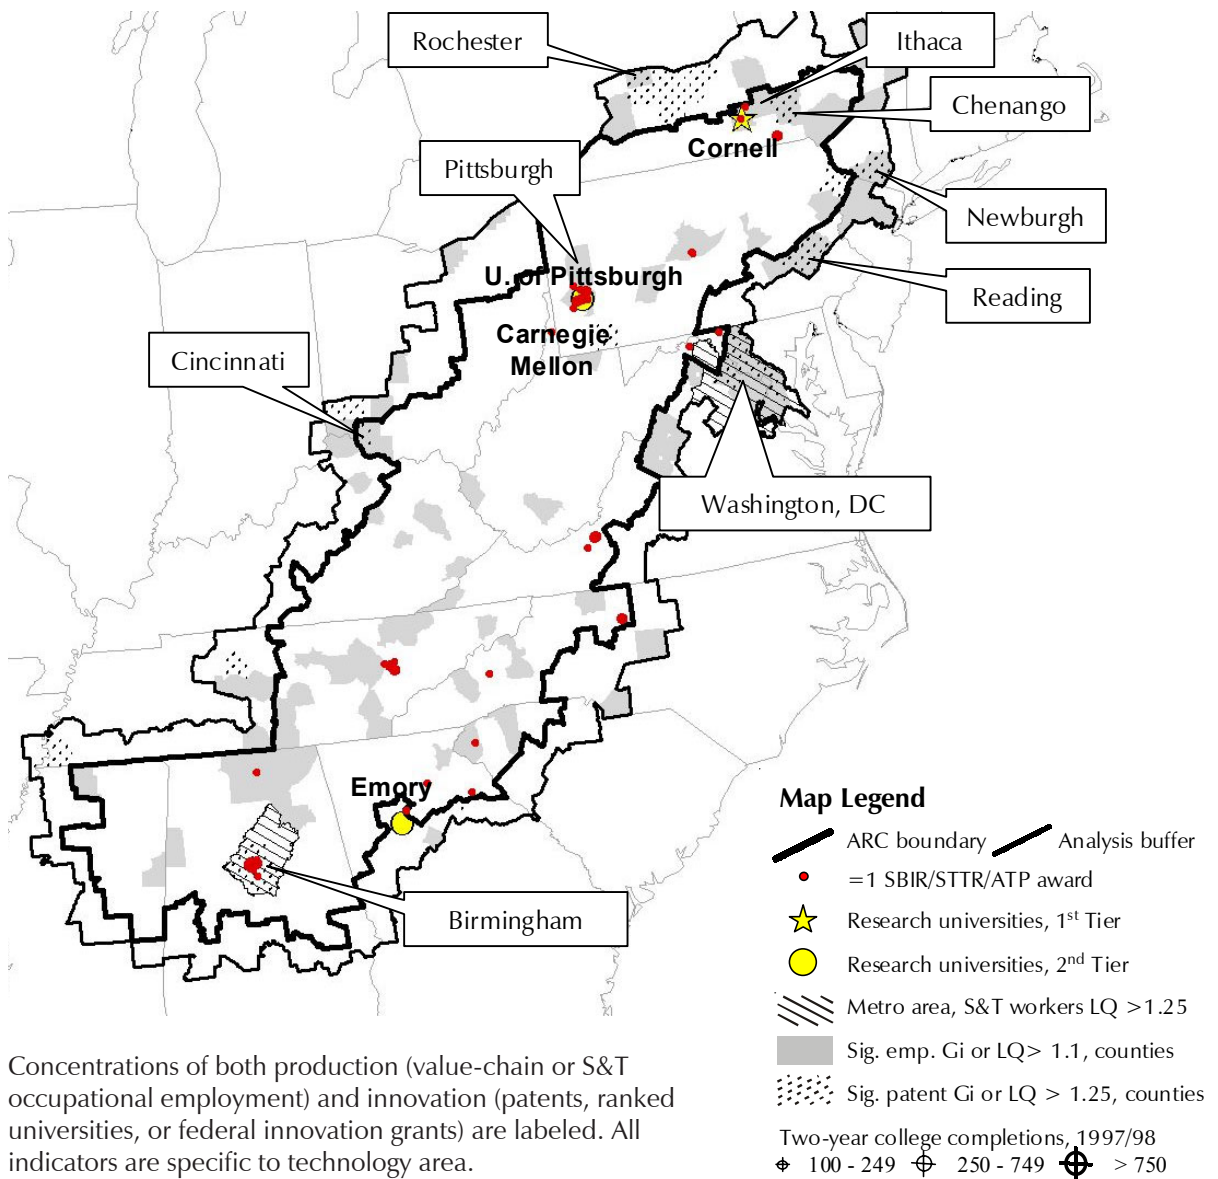 Rochester
Ithaca
Chenango
Cornell
Pittsburgh
Newburgh
U. of Pittsburgh
Reading
Carnegie
Mellon
Cincinnati
Washington, DC
Emory
Birmingham
Map Legend
ARC boundary Analysis buffer
=1 SBIR/STTR/ATP award
Research universities, 1st Tier
Research universities, 2nd Tier
Metro area, S&T workers LQ >1.25
Sig. emp. Gi or LQ> 1.1, counties
Sig. patent Gi or LQ > 1.25, counties
Two-year college completions, 1997/98
100 - 249 250 - 749 > 750
Concentrations of both production (value-chain or S&T
occupational employment) and innovation (patents, ranked
universities, or federal innovation grants) are labeled. All
indicators are specific to technology area.